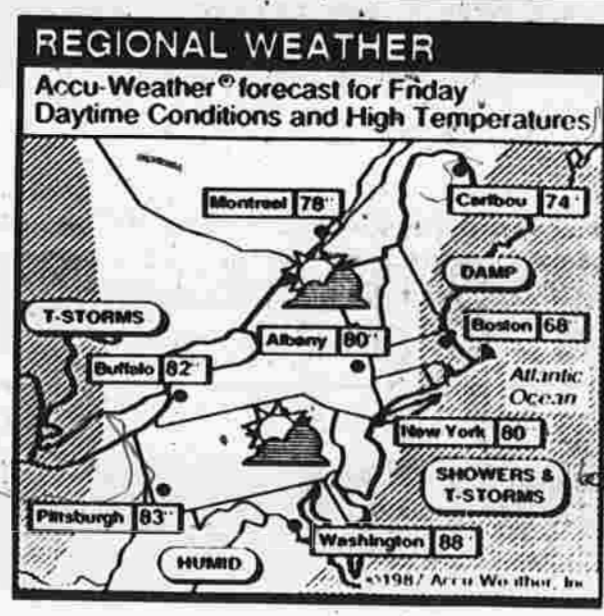 REGIONAL WEATHER
Accu-Weather® forecast for Friday
Daytime Conditions and High Temperatures
Montreal 78°
Caribou 74°
DAMP
T-STORMS
Albany 80°
Boston 68°
Buffalo 82°
Atlantic
Ocean
New York 80°
SHOWERS &
T-STORMS
Pittsburgh 83°
Washington 88°
HUMID
©1987 Accu-Weather, Inc.